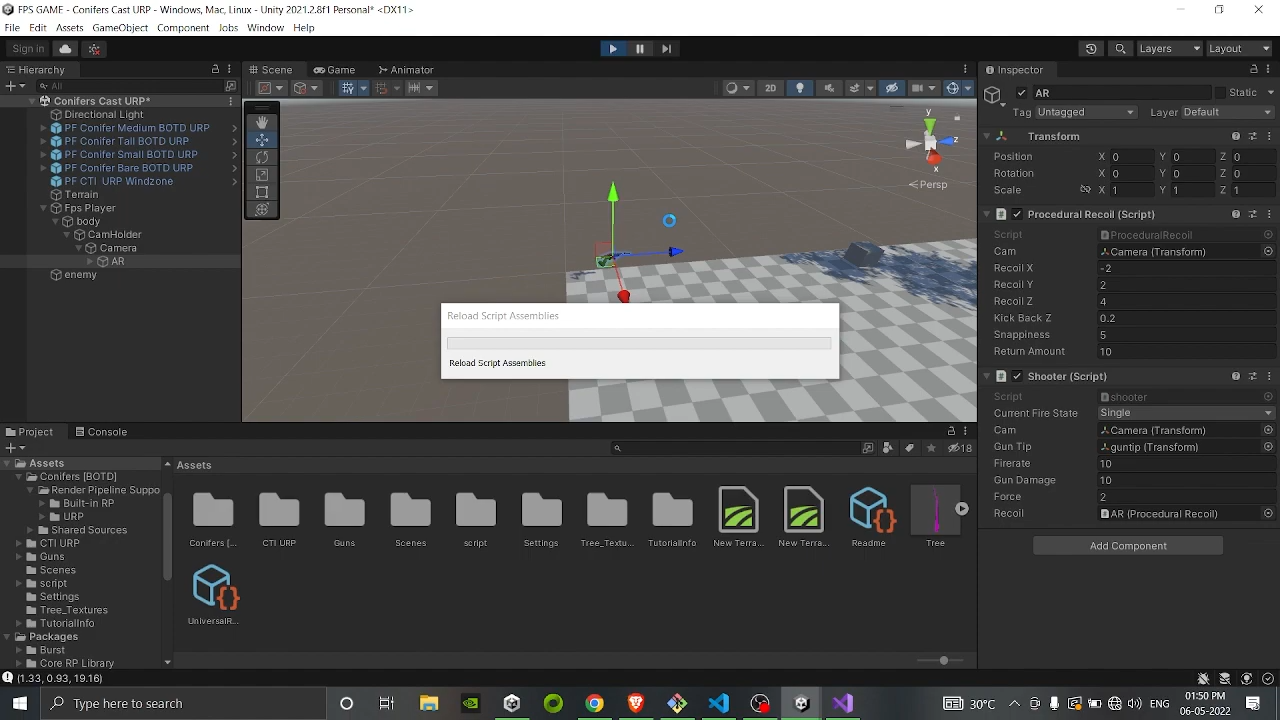 FPS GAME - Conifers Cast URP - Windows, Mac, Linux - Unity 2021.2.8f1 Personal* <DX11>
File Edit Assets GameObject Component Jobs Window Help
Sign in
Layers
Layout
Hierarchy
Scene
Game
Animator
Inspector
All
2D
AR
Static
Tag Untagged
Layer Default
Conifers Cast URP*
Directional Light
PF Conifer Medium BOTD URP
PF Conifer Tall BOTD URP
PF Conifer Small BOTD URP
PF Conifer Bare BOTD URP
PF CTI URP Windzone
Terrain
Fps Player
body
CamHolder
Camera
AR
enemy
y
z
x
Persp
Transform
Position X 0 Y 0 Z 0
Rotation X 0 Y 0 Z 0
Scale X 1 Y 1 Z 1
Procedural Recoil (Script)
Script ProceduralRecoil
Cam Camera (Transform)
Recoil X -2
Recoil Y 2
Recoil Z 4
Kick Back Z 0.2
Snappiness 5
Return Amount 10
Shooter (Script)
Script shooter
Current Fire State Single
Cam Camera (Transform)
Gun Tip guntip (Transform)
Firerate 10
Gun Damage 10
Force 2
Recoil AR (Procedural Recoil)
Add Component
Reload Script Assemblies
Reload Script Assemblies
Project
Console
18
Assets
Conifers [BOTD]
Render Pipeline Suppo
Built-in RP
URP
Shared Sources
CTI URP
Guns
Scenes
script
Settings
Tree_Textures
TutorialInfo
Packages
Burst
Core RP Library
Assets
Conifers [...
CTI URP
Guns
Scenes
script
Settings
Tree_Textu...
TutorialInfo
New Terra...
New Terra...
Readme
Tree
UniversalR...
(1.33, 0.93, 19.16)
Type here to search
30°C
ENG
01:50 PM
06-05-2022